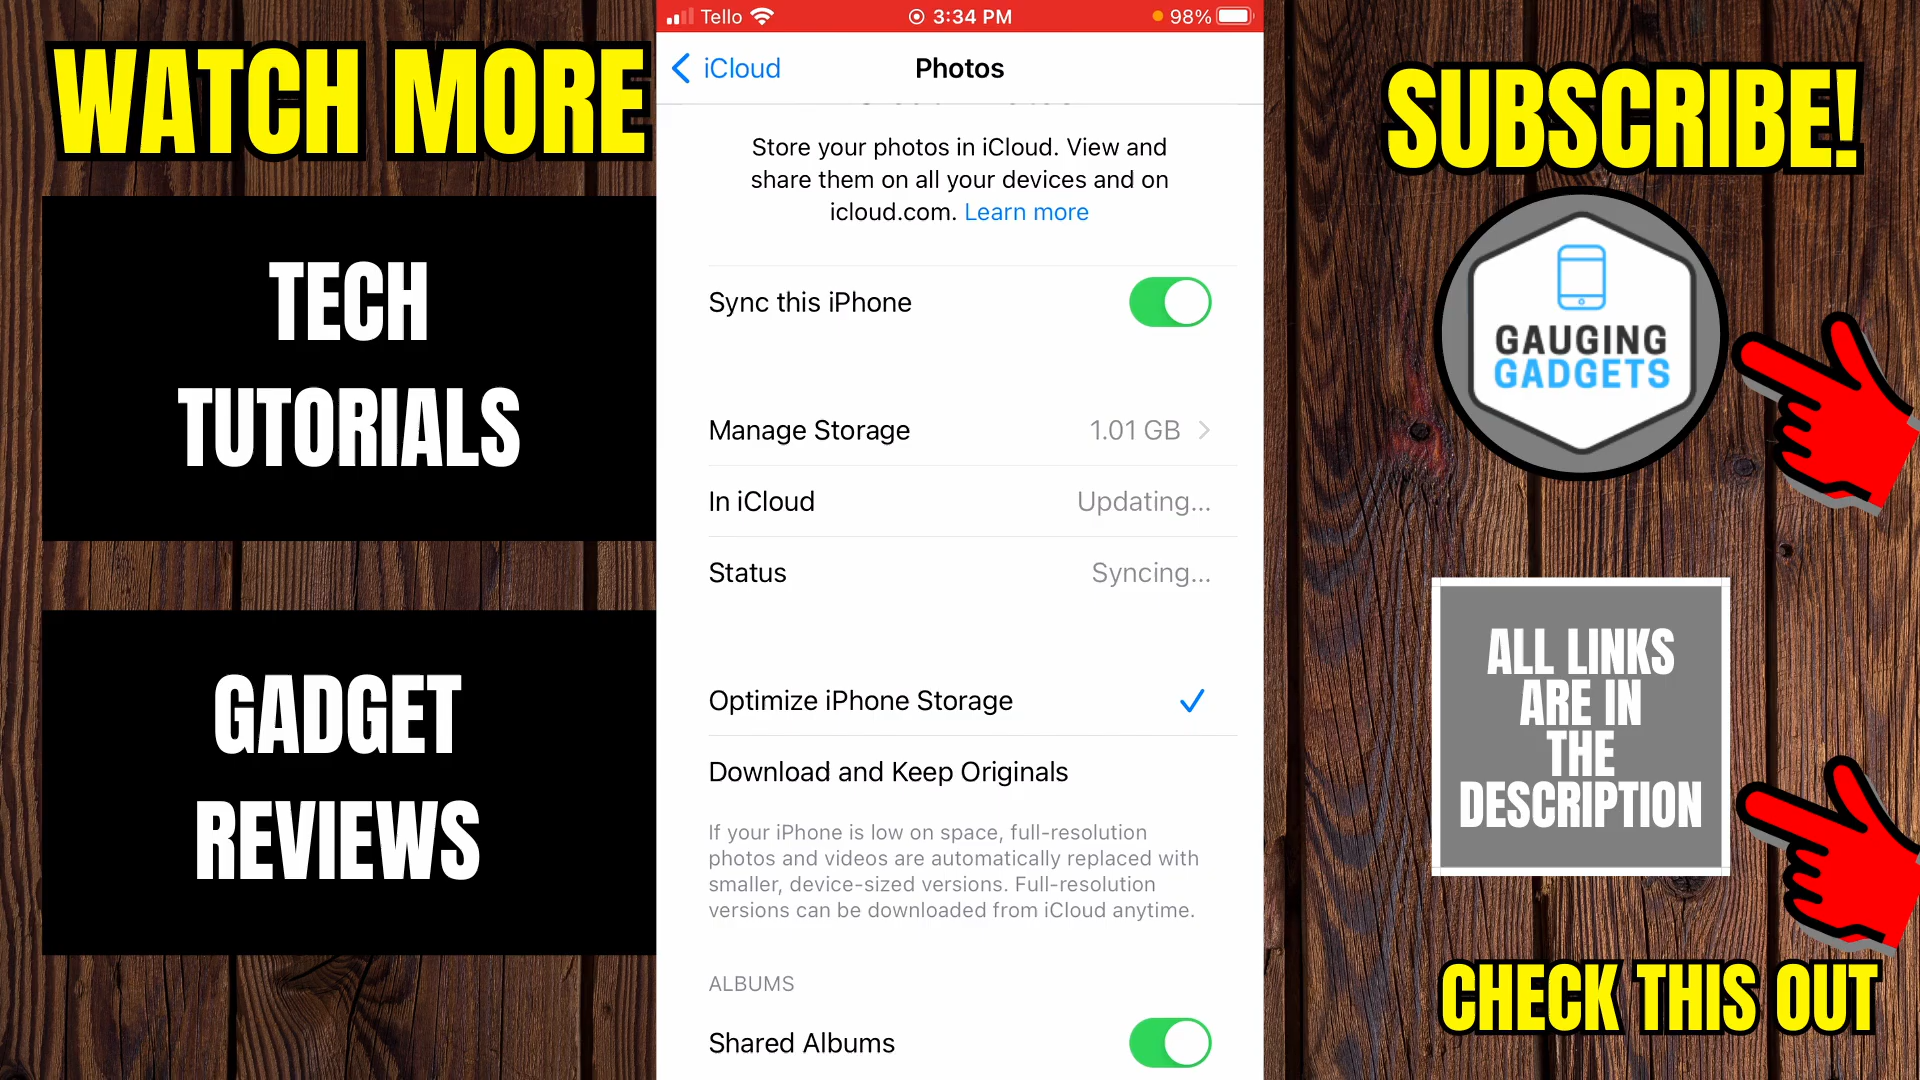 WATCH MORE
TECH
TUTORIALS
GADGET
REVIEWS
Tello
3:34 PM
98%
iCloud
Photos
Store your photos in iCloud. View and
share them on all your devices and on
icloud.com. Learn more
Sync this iPhone
Manage Storage 1.01 GB
In iCloud Updating...
Status Syncing...
Optimize iPhone Storage
Download and Keep Originals
If your iPhone is low on space, full-resolution
photos and videos are automatically replaced with
smaller, device-sized versions. Full-resolution
versions can be downloaded from iCloud anytime.
ALBUMS
Shared Albums
SUBSCRIBE!
GAUGING
GADGETS
ALL LINKS
ARE IN
THE
DESCRIPTION
CHECK THIS OUT